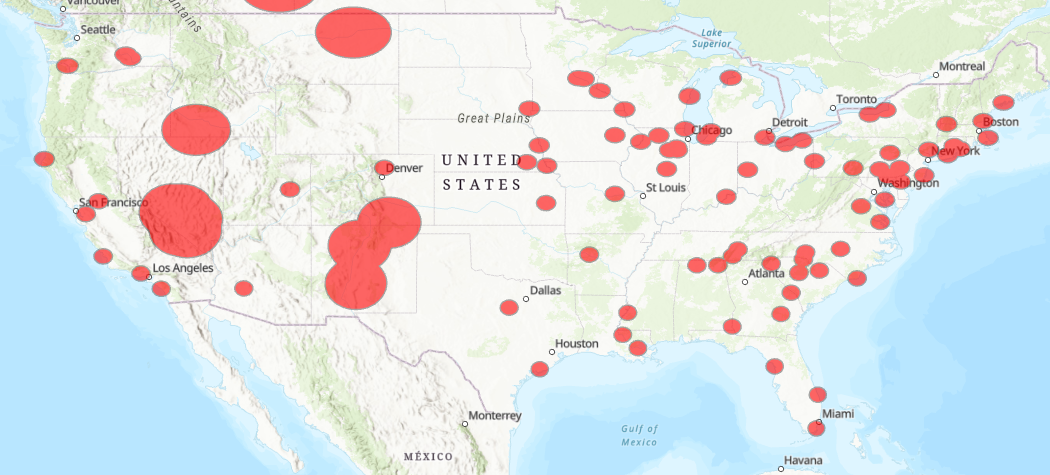 Vancouver
Seattle
ntains
Lake
Superior
Montreal
Toronto
Great Plains
Detroit
Boston
Chicago
UNITED
STATES
New York
Denver
St Louis
Washington
San Francisco
Los Angeles
Atlanta
Dallas
Houston
Monterrey
Miami
Gulf of
Mexico
MÉXICO
Havana